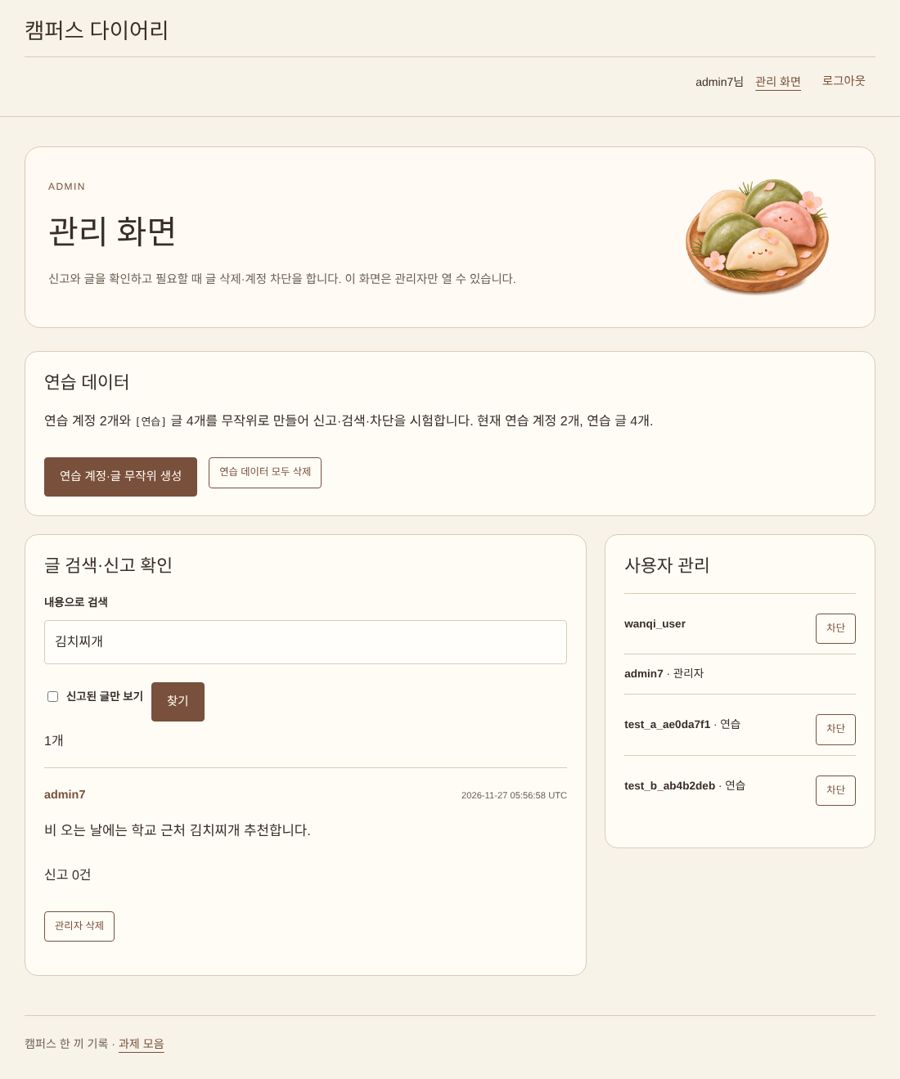 캠퍼스 다이어리
admin7님 관리 화면 로그아웃
ADMIN
관리 화면
신고와 글을 확인하고 필요할 때 글 삭제·계정 차단을 합니다. 이 화면은 관리자만 열 수 있습니다.
연습 데이터
연습 계정 2개와 [연습] 글 4개를 무작위로 만들어 신고·검색·차단을 시험합니다. 현재 연습 계정 2개, 연습 글 4개.
연습 계정·글 무작위 생성 연습 데이터 모두 삭제
글 검색·신고 확인
내용으로 검색
김치찌개
신고된 글만 보기 찾기
1개
admin7 2026-11-27 05:56:58 UTC
비 오는 날에는 학교 근처 김치찌개 추천합니다.
신고 0건
관리자 삭제
사용자 관리
wanqi_user 차단
admin7 · 관리자
test_a_ae0da7f1 · 연습 차단
test_b_ab4b2deb · 연습 차단
캠퍼스 한 끼 기록 · 과제 모음